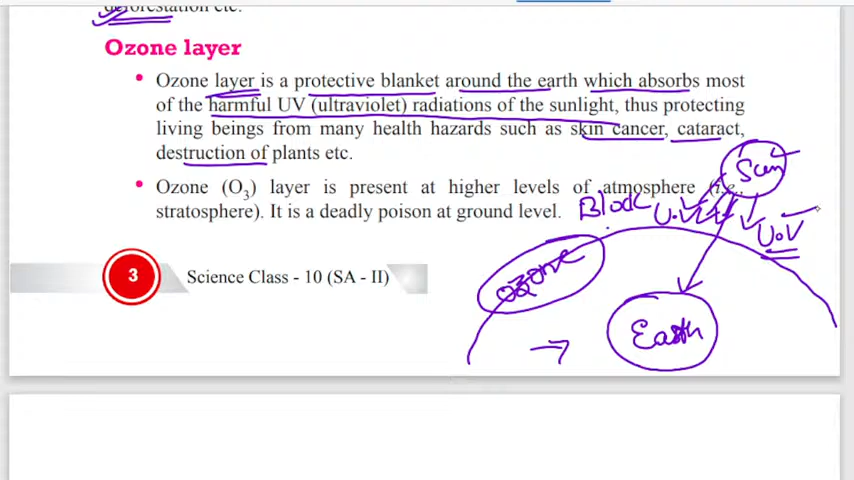 deforestation etc.
Ozone layer
• Ozone layer is a protective blanket around the earth which absorbs most
of the harmful UV (ultraviolet) radiations of the sunlight, thus protecting
living beings from many health hazards such as skin cancer, cataract,
destruction of plants etc.
Sun
• Ozone (O3) layer is present at higher levels of atmosphere (i.e.
stratosphere). It is a deadly poison at ground level.
Block U.V
U.V
ozone
3
Science Class - 10 (SA - II)
Earth